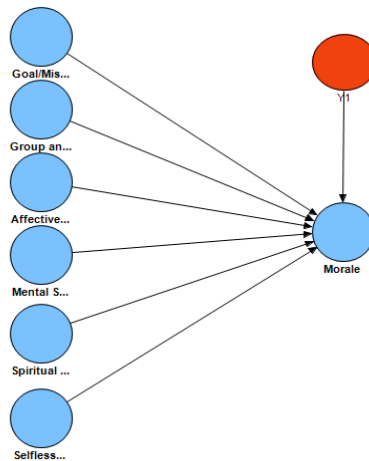 Goal/Mis...
Group an...
Affective...
Mental S...
Spiritual ...
Selfless...
Y1
Morale